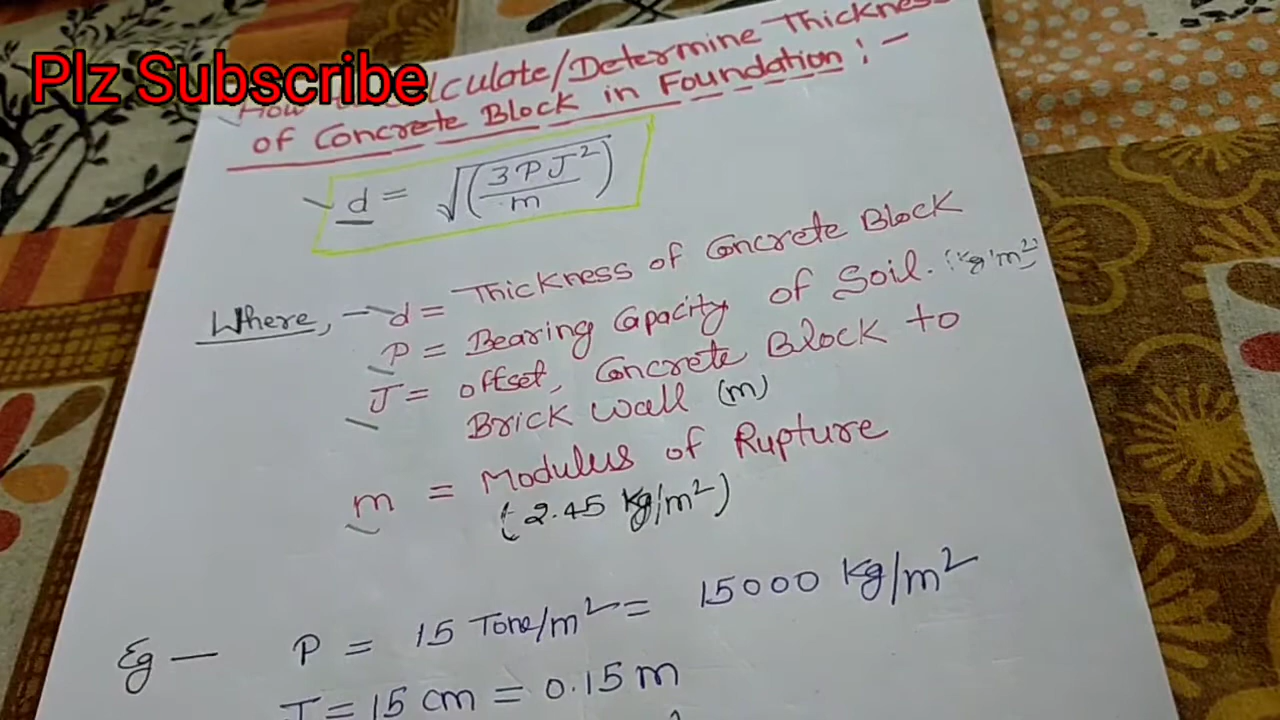 Plz Subscribe
How lculate/Determine Thickness
of Concrete Block in Foundation :-
d = √(3PJ²/m)
Where, - d = Thickness of Concrete Block
P = Bearing Capacity of Soil. (Kg/m²)
J = offset, Concrete Block to
Brick Wall (m)
m = Modulus of Rupture
(2.45 Kg/m²)
Eg - P = 15 Tone/m² = 15000 Kg/m²
J = 15 cm = 0.15 m